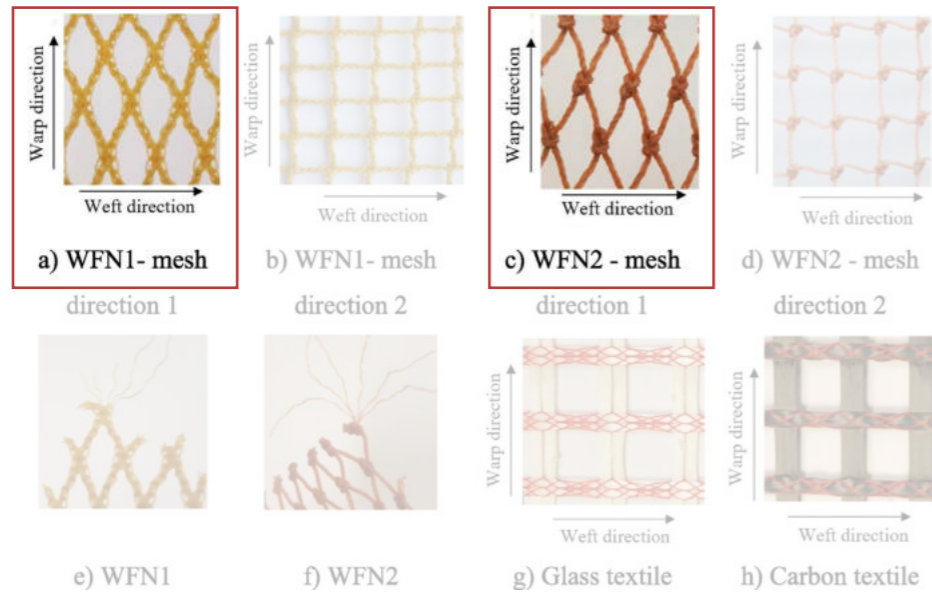 Warp direction
Weft direction
a) WFN1- mesh
direction 1
Warp direction
Weft direction
b) WFN1- mesh
direction 2
Warp direction
Weft direction
c) WFN2 - mesh
direction 1
Warp direction
Weft direction
d) WFN2 - mesh
direction 2
e) WFN1
f) WFN2
Warp direction
Weft direction
g) Glass textile
Warp direction
Weft direction
h) Carbon textile